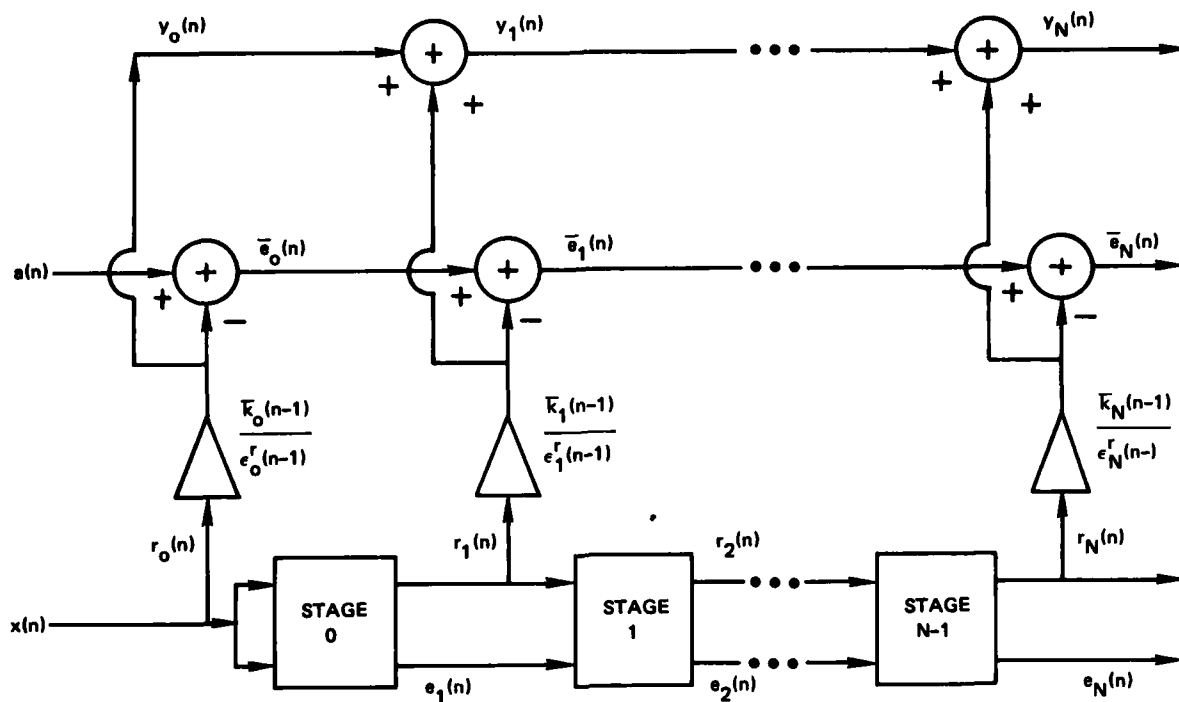 y₀(n) y₁(n) y_N(n)
+ + +
+ + + + +
a(n) + ē₀(n) + ē₁(n) + ē_N(n)
+ − + − + −
k̄₀(n-1) k̄₁(n-1) k̄_N(n-1)
ϵ₀ʳ(n-1) ϵ₁ʳ(n-1) ϵ_Nʳ(n-)
r₀(n) r₁(n) r₂(n) r_N(n)
x(n)
STAGE
0
STAGE
1
STAGE
N-1
e₁(n) e₂(n) e_N(n)